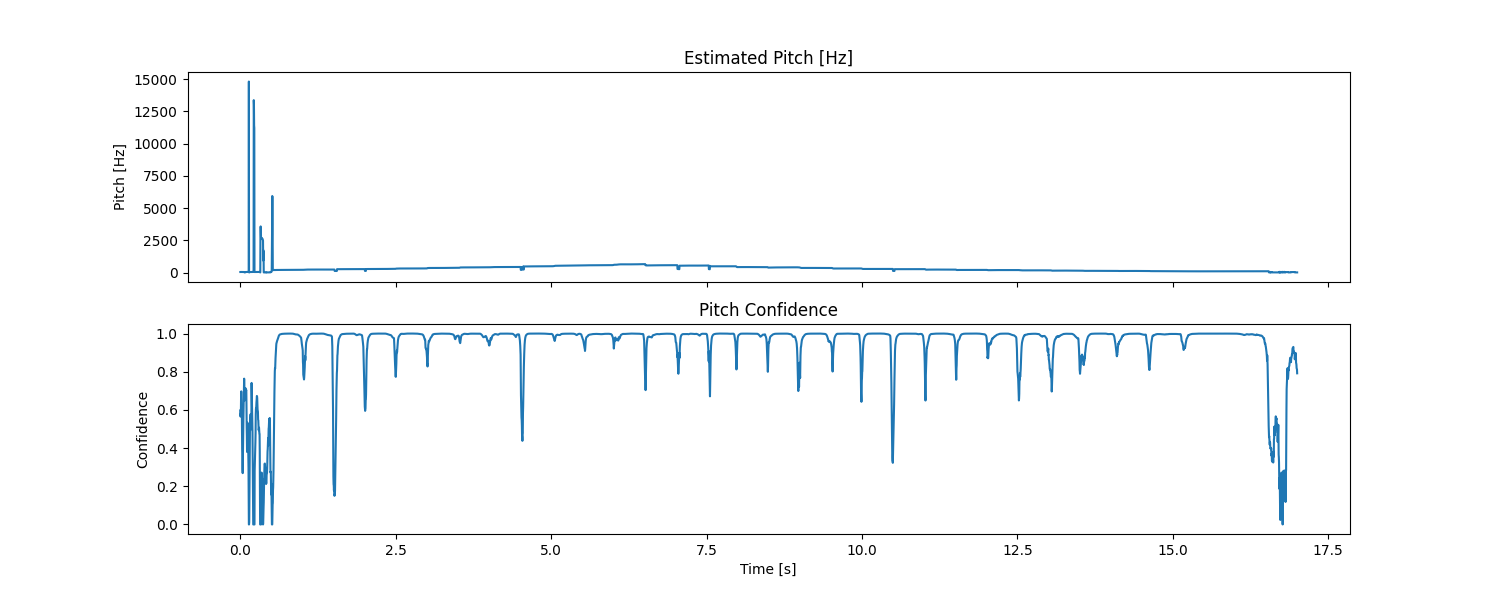 Estimated Pitch [Hz]
15000
12500
10000
7500
5000
2500
0
Pitch [Hz]
Pitch Confidence
1.0
0.8
0.6
0.4
0.2
0.0
Confidence
0.0 2.5 5.0 7.5 10.0 12.5 15.0 17.5
Time [s]